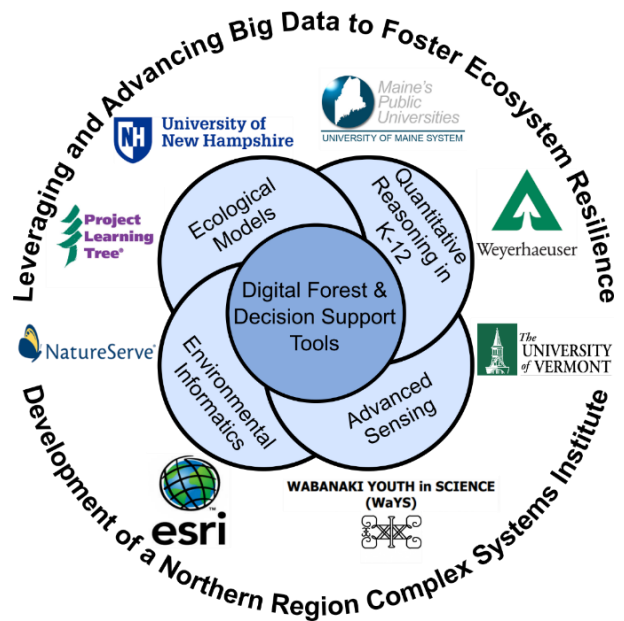 Leveraging and Advancing Big Data to Foster Ecosystem Resilience
Maine's
Public
Universities
UNIVERSITY OF MAINE SYSTEM
NH
University of
New Hampshire
Project
Learning
Tree®
Ecological
Models
Quantitative
Reasoning in
K-12
Weyerhaeuser
Digital Forest &
Decision Support
Tools
NatureServe®
The
UNIVERSITY
of VERMONT
Environmental
Informatics
Advanced
Sensing
esri™
WABANAKI YOUTH in SCIENCE
(WaYS)
Development of a Northern Region Complex Systems Institute